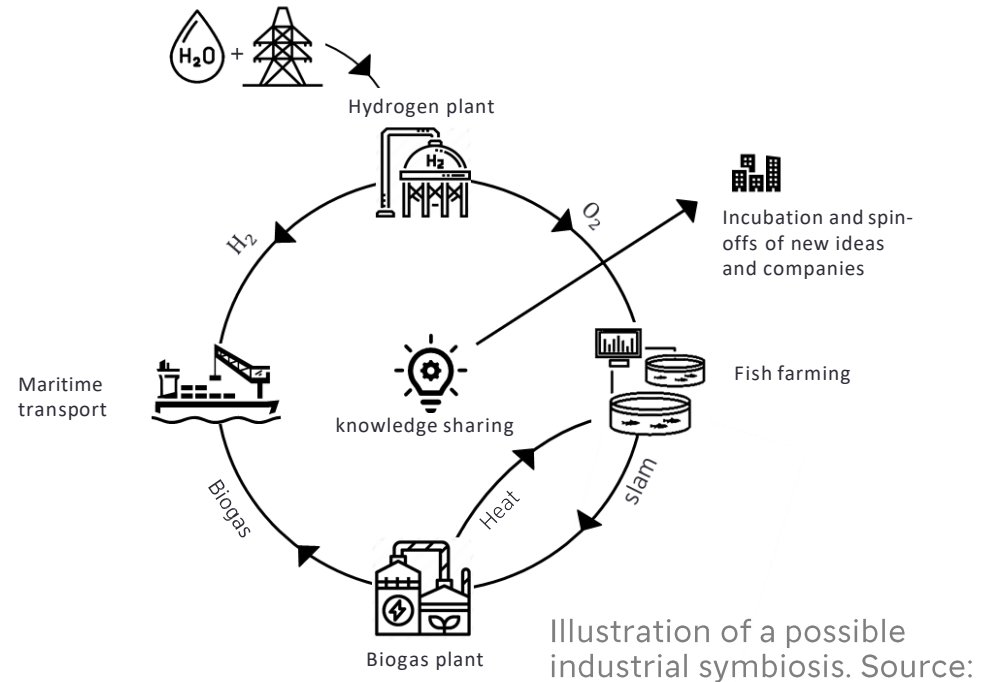 H₂O +
Hydrogen plant
H₂
O₂
H₂
Incubation and spin-
offs of new ideas
and companies
Maritime
transport
knowledge sharing
Fish farming
Biogas
Heat
slam
Biogas plant
Illustration of a possible
industrial symbiosis. Source: